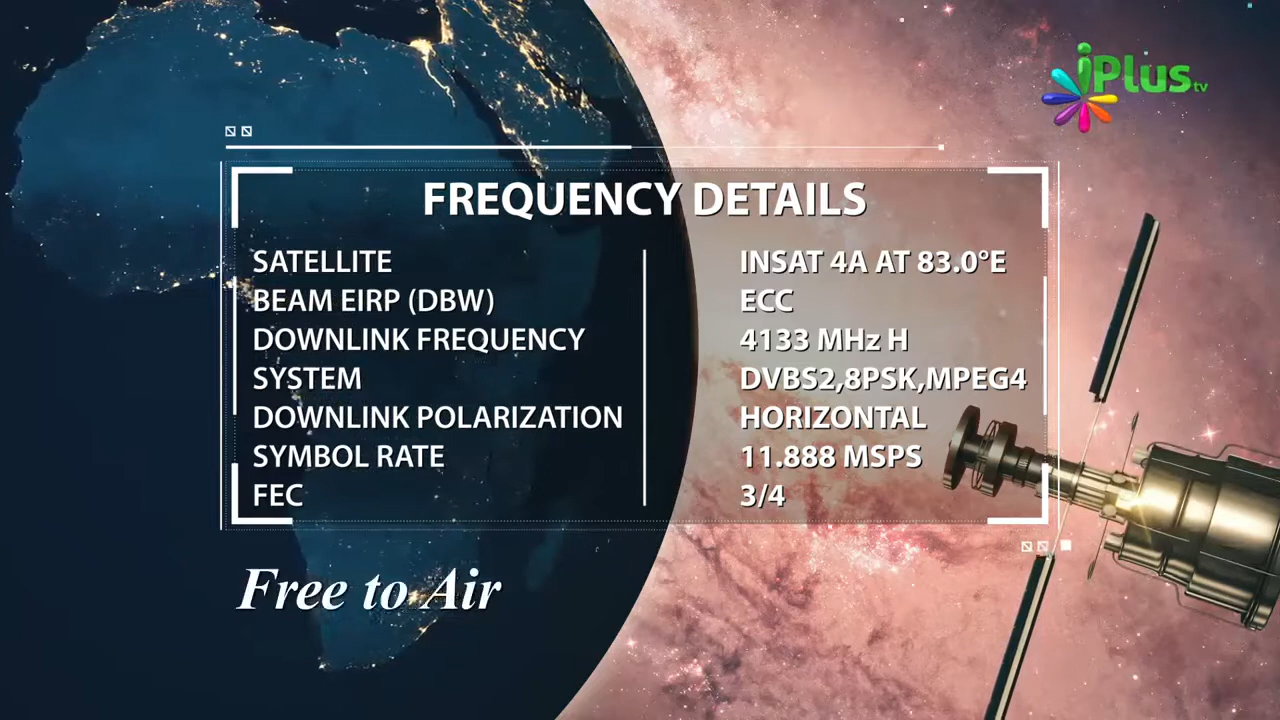 iPlus tv
FREQUENCY DETAILS
SATELLITE INSAT 4A AT 83.0°E
BEAM EIRP (DBW) ECC
DOWNLINK FREQUENCY 4133 MHz H
SYSTEM DVBS2,8PSK,MPEG4
DOWNLINK POLARIZATION HORIZONTAL
SYMBOL RATE 11.888 MSPS
FEC 3/4
Free to Air